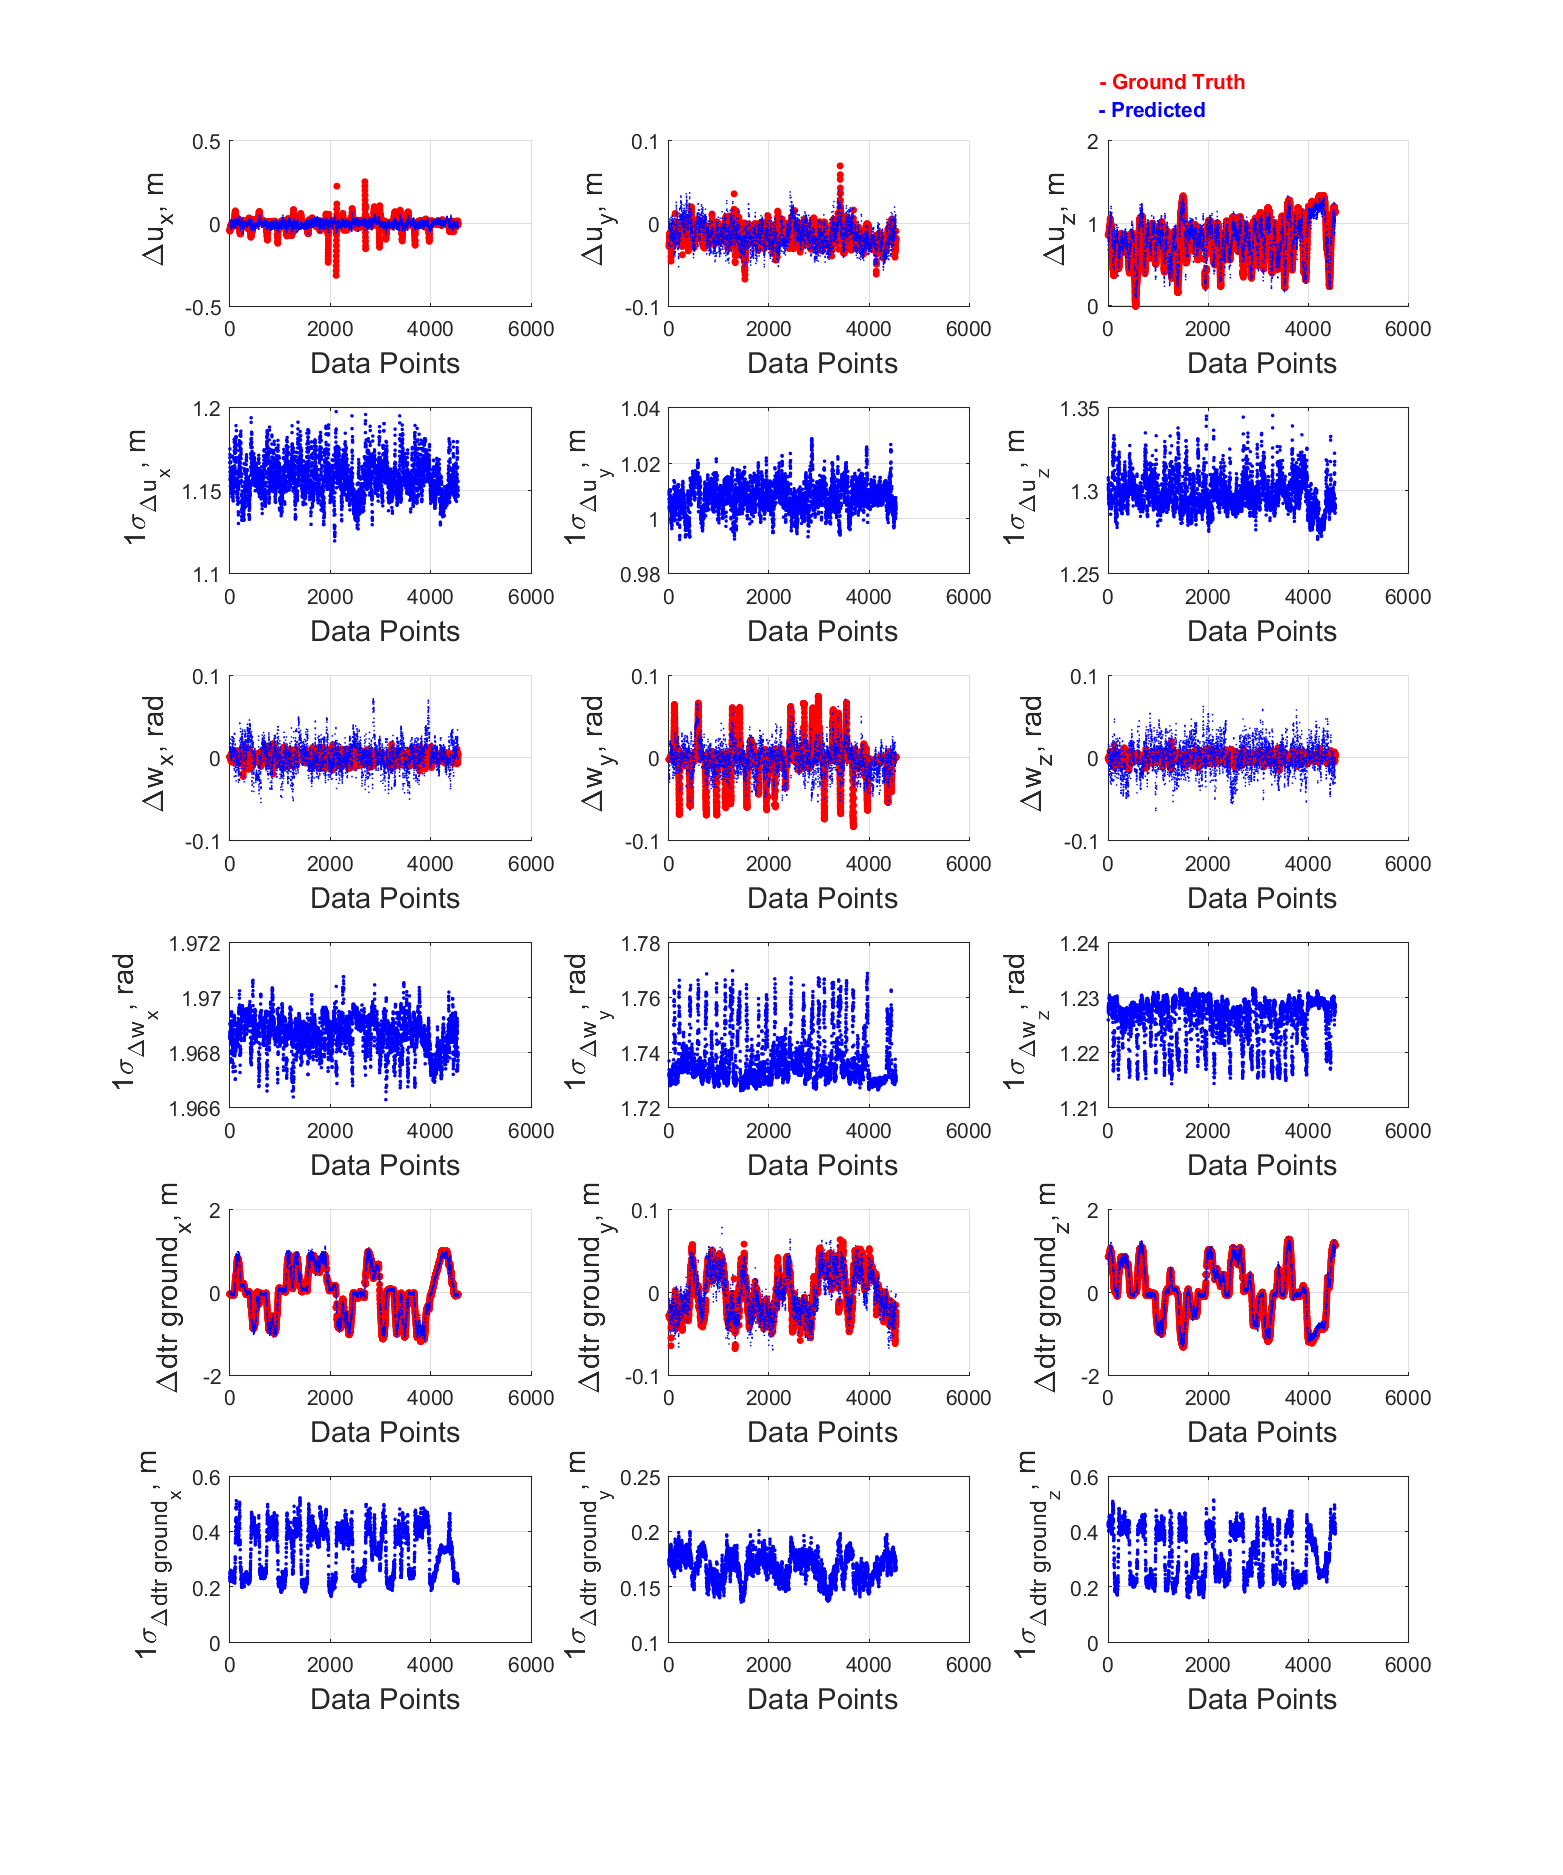 - Ground Truth
- Predicted
Δu_x, m
0.5
0
-0.5
0 2000 4000 6000
Data Points
Δu_y, m
0.1
0
-0.1
0 2000 4000 6000
Data Points
Δu_z, m
2
1
0
0 2000 4000 6000
Data Points
1σ_Δu_x, m
1.2
1.15
1.1
0 2000 4000 6000
Data Points
1σ_Δu_y, m
1.04
1.02
1
0.98
0 2000 4000 6000
Data Points
1σ_Δu_z, m
1.35
1.3
1.25
0 2000 4000 6000
Data Points
Δw_x, rad
0.1
0
-0.1
0 2000 4000 6000
Data Points
Δw_y, rad
0.1
0
-0.1
0 2000 4000 6000
Data Points
Δw_z, rad
0.1
0
-0.1
0 2000 4000 6000
Data Points
1σ_Δw_x, rad
1.972
1.97
1.968
1.966
0 2000 4000 6000
Data Points
1σ_Δw_y, rad
1.78
1.76
1.74
1.72
0 2000 4000 6000
Data Points
1σ_Δw_z, rad
1.24
1.23
1.22
1.21
0 2000 4000 6000
Data Points
Δdtr ground_x, m
2
0
-2
0 2000 4000 6000
Data Points
Δdtr ground_y, m
0.1
0
-0.1
0 2000 4000 6000
Data Points
Δdtr ground_z, m
2
0
-2
0 2000 4000 6000
Data Points
1σ_Δdtr ground_x, m
0.6
0.4
0.2
0
0 2000 4000 6000
Data Points
1σ_Δdtr ground_y, m
0.25
0.2
0.15
0.1
0 2000 4000 6000
Data Points
1σ_Δdtr ground_z, m
0.6
0.4
0.2
0
0 2000 4000 6000
Data Points